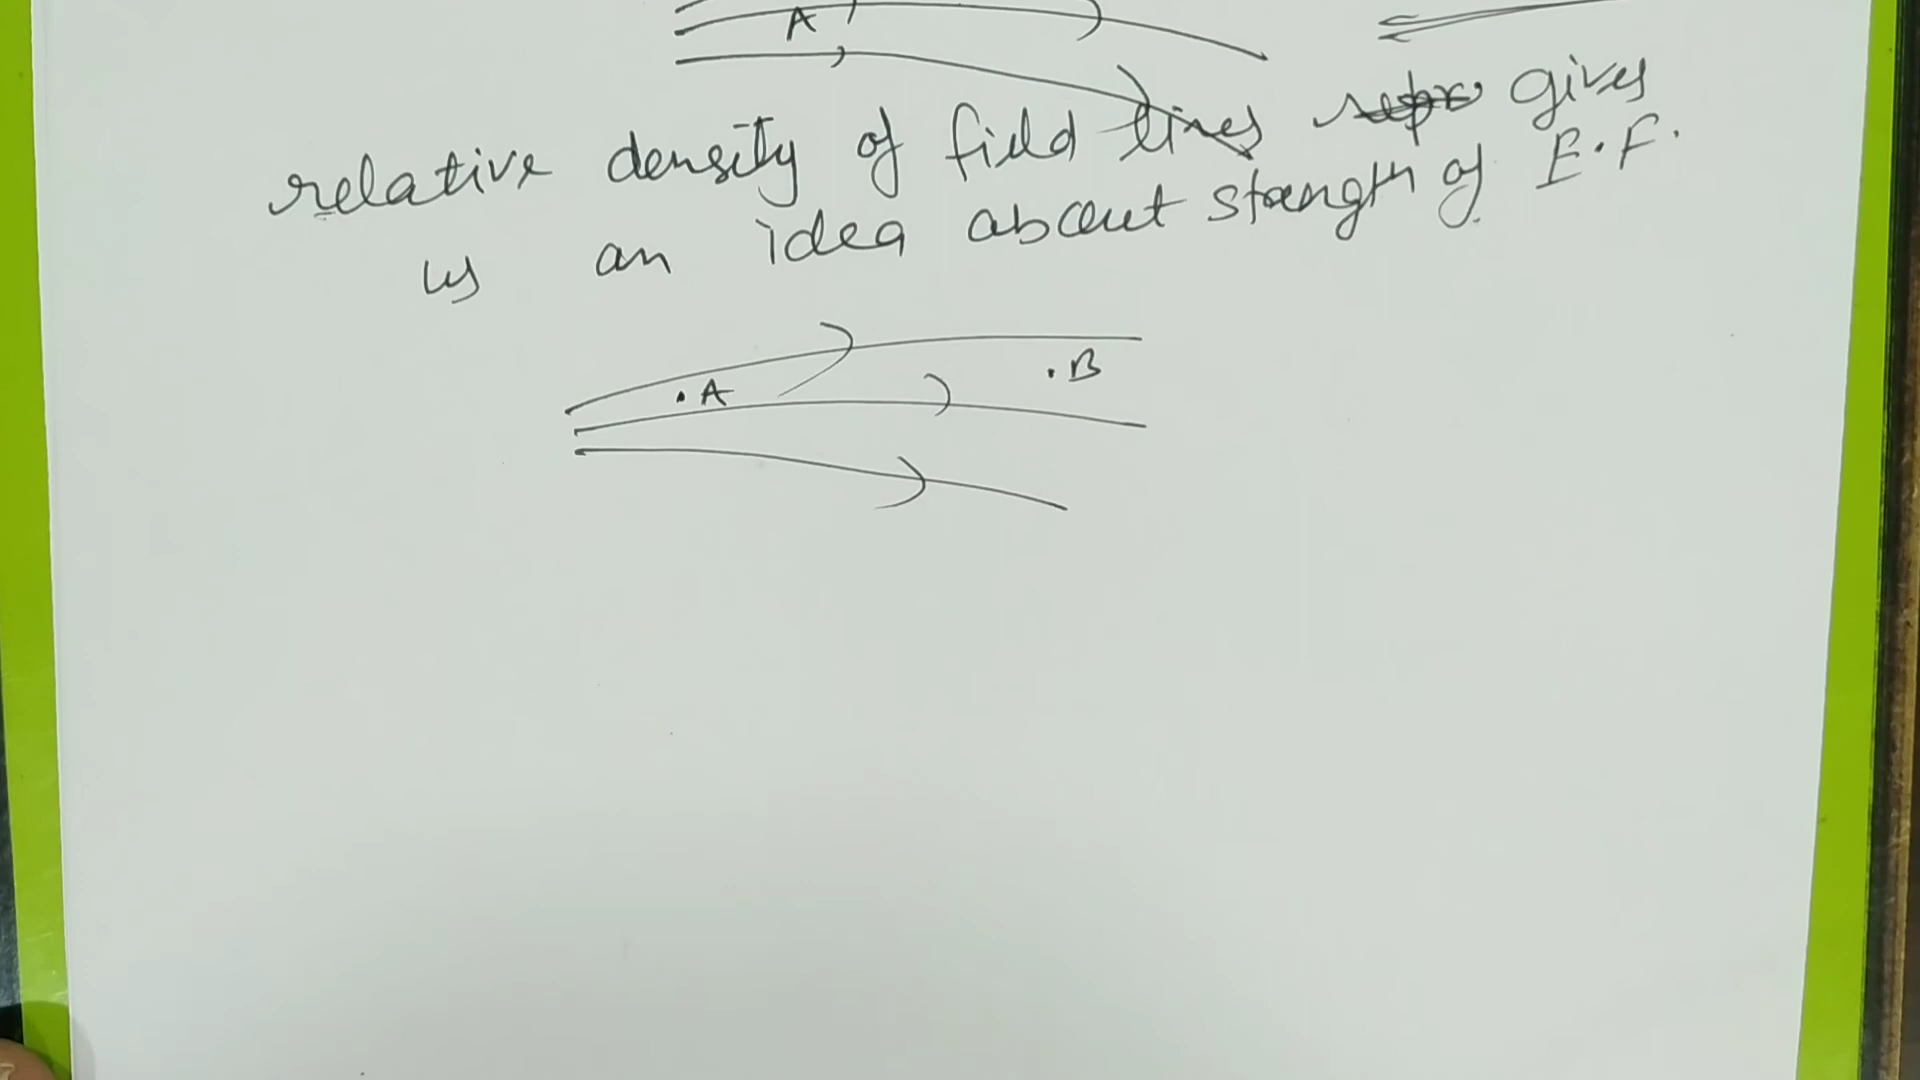 A
relative density of field lines gives
us an idea about strength of E.F.
.A
.B